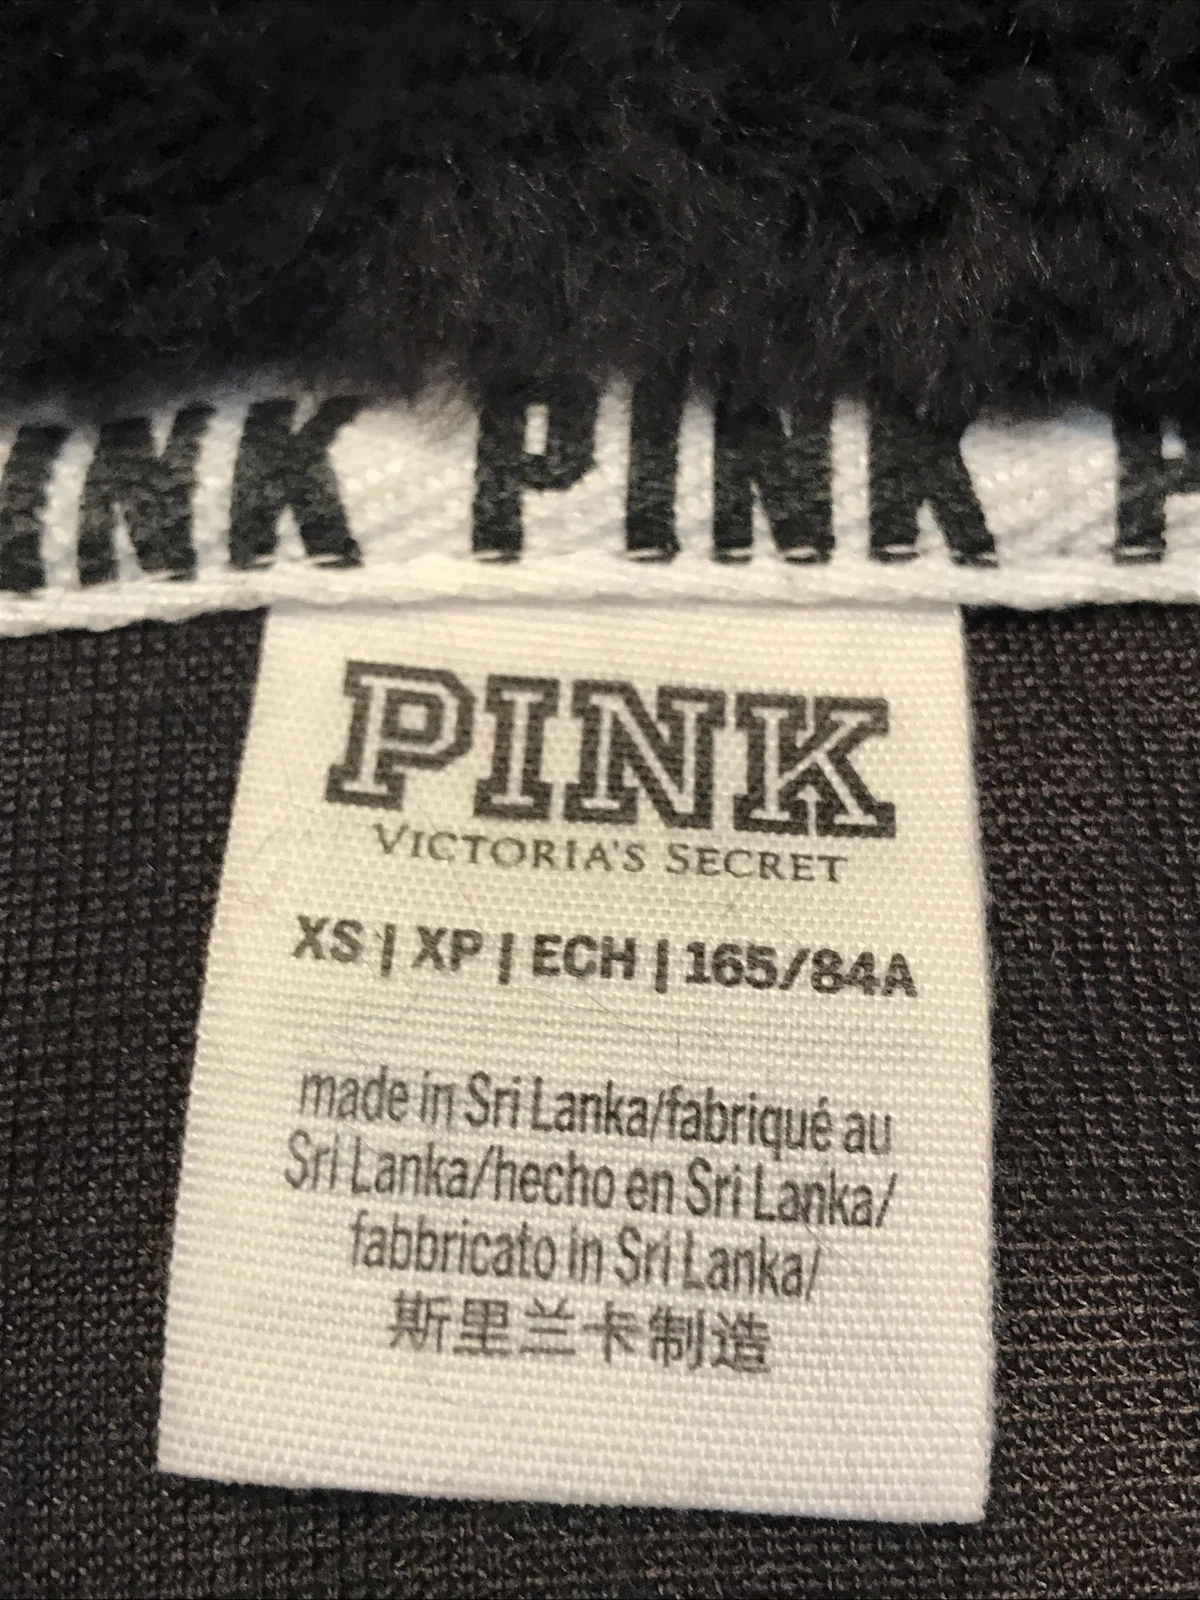 INK PINK P
PINK
VICTORIA'S SECRET
XS | XP | ECH | 165/84A
made in Sri Lanka/fabriqué au
Sri Lanka/hecho en Sri Lanka/
fabbricato in Sri Lanka/
斯里兰卡制造